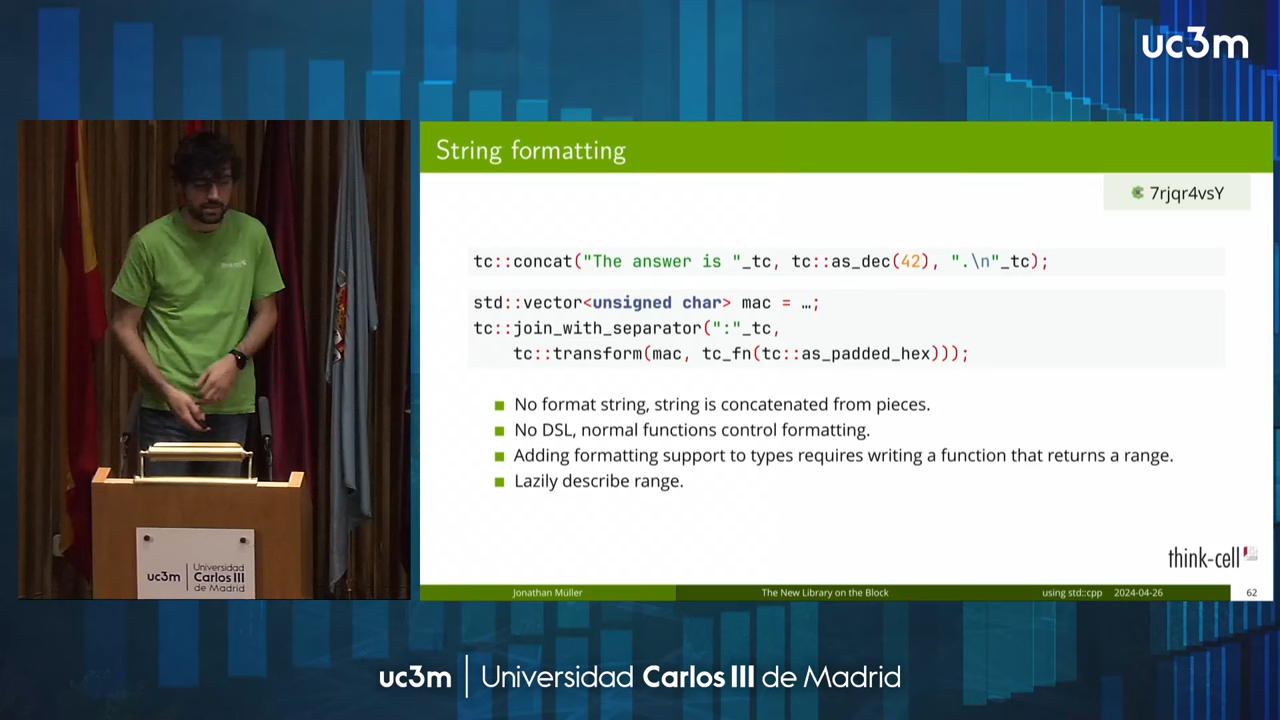 uc3m
String formatting
7rjqr4vsY
tc::concat("The answer is "_tc, tc::as_dec(42), ".\n"_tc);
std::vector<unsigned char> mac = …;
tc::join_with_separator(":"_tc,
tc::transform(mac, tc_fn(tc::as_padded_hex)));
No format string, string is concatenated from pieces.
No DSL, normal functions control formatting.
Adding formatting support to types requires writing a function that returns a range.
Lazily describe range.
think-cell
Jonathan Müller The New Library on the Block using std::cpp 2024-04-26 62
uc3m Universidad
Carlos III
de Madrid
uc3m Universidad Carlos III de Madrid